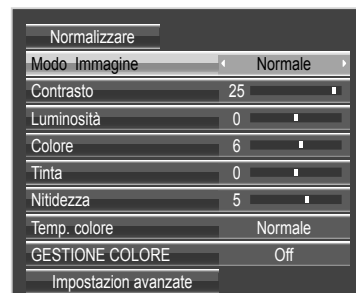 Normalizzare
Modo Immagine Normale
Contrasto 25
Luminosità 0
Colore 6
Tinta 0
Nitidezza 5
Temp. colore Normale
GESTIONE COLORE Off
Impostazion avanzate